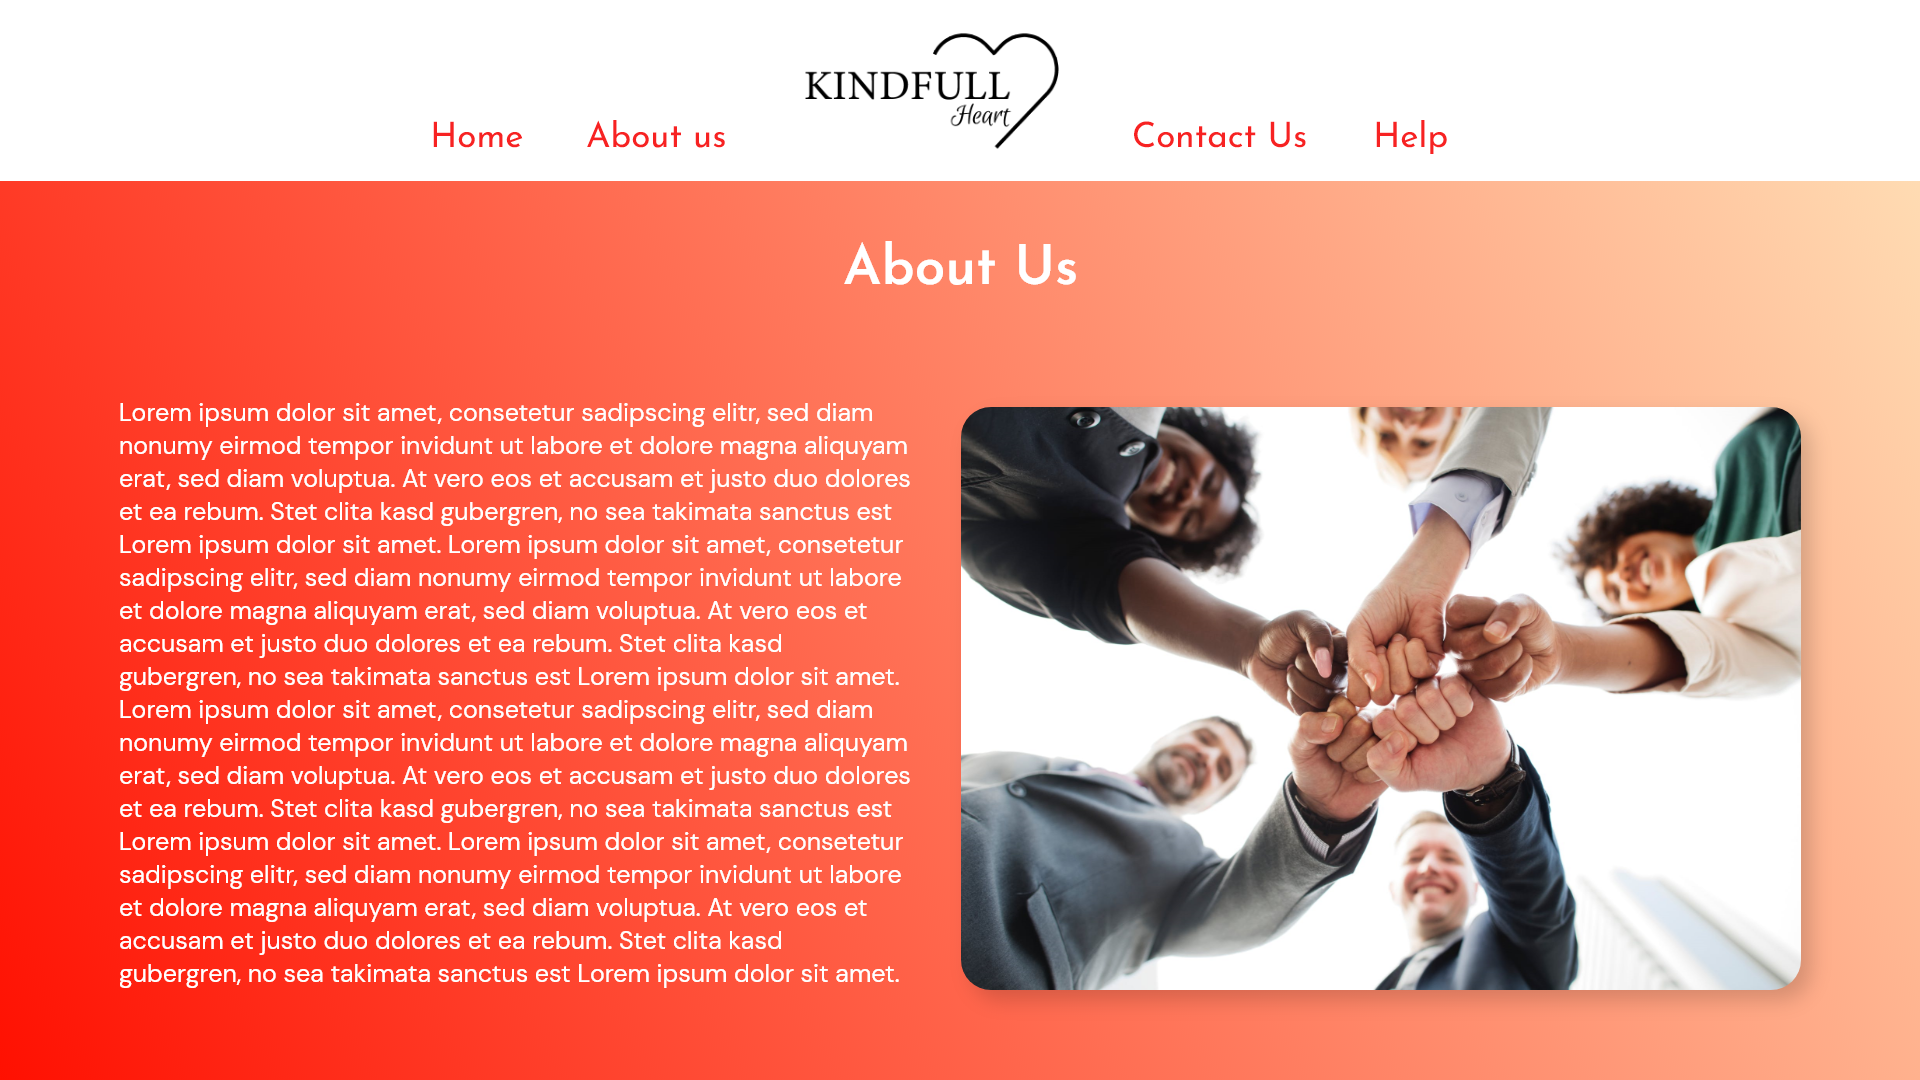 Home
About us
KINDFULL
Heart
Contact Us
Help
About Us
Lorem ipsum dolor sit amet, consetetur sadipscing elitr, sed diam
nonumy eirmod tempor invidunt ut labore et dolore magna aliquyam
erat, sed diam voluptua. At vero eos et accusam et justo duo dolores
et ea rebum. Stet clita kasd gubergren, no sea takimata sanctus est
Lorem ipsum dolor sit amet. Lorem ipsum dolor sit amet, consetetur
sadipscing elitr, sed diam nonumy eirmod tempor invidunt ut labore
et dolore magna aliquyam erat, sed diam voluptua. At vero eos et
accusam et justo duo dolores et ea rebum. Stet clita kasd
gubergren, no sea takimata sanctus est Lorem ipsum dolor sit amet.
Lorem ipsum dolor sit amet, consetetur sadipscing elitr, sed diam
nonumy eirmod tempor invidunt ut labore et dolore magna aliquyam
erat, sed diam voluptua. At vero eos et accusam et justo duo dolores
et ea rebum. Stet clita kasd gubergren, no sea takimata sanctus est
Lorem ipsum dolor sit amet. Lorem ipsum dolor sit amet, consetetur
sadipscing elitr, sed diam nonumy eirmod tempor invidunt ut labore
et dolore magna aliquyam erat, sed diam voluptua. At vero eos et
accusam et justo duo dolores et ea rebum. Stet clita kasd
gubergren, no sea takimata sanctus est Lorem ipsum dolor sit amet.